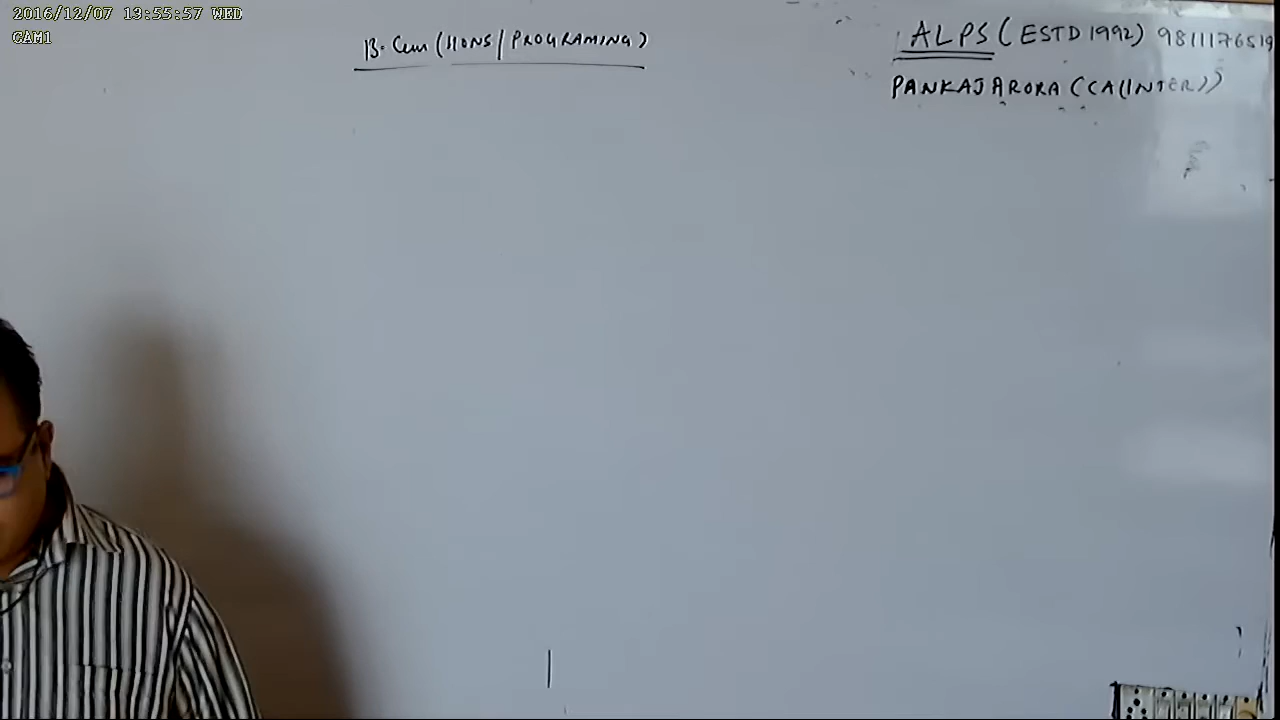 2016/12/07 13:55:57 WED
CAM1
B.Com (HONS/PROGRAMING)
ALPS (ESTD 1992) 9811176519
PANKAJ ARORA (CA(INTER))